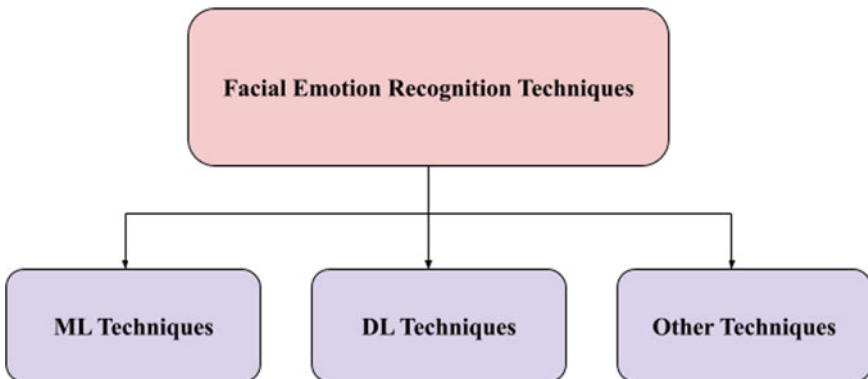 Facial Emotion Recognition Techniques
ML Techniques
DL Techniques
Other Techniques